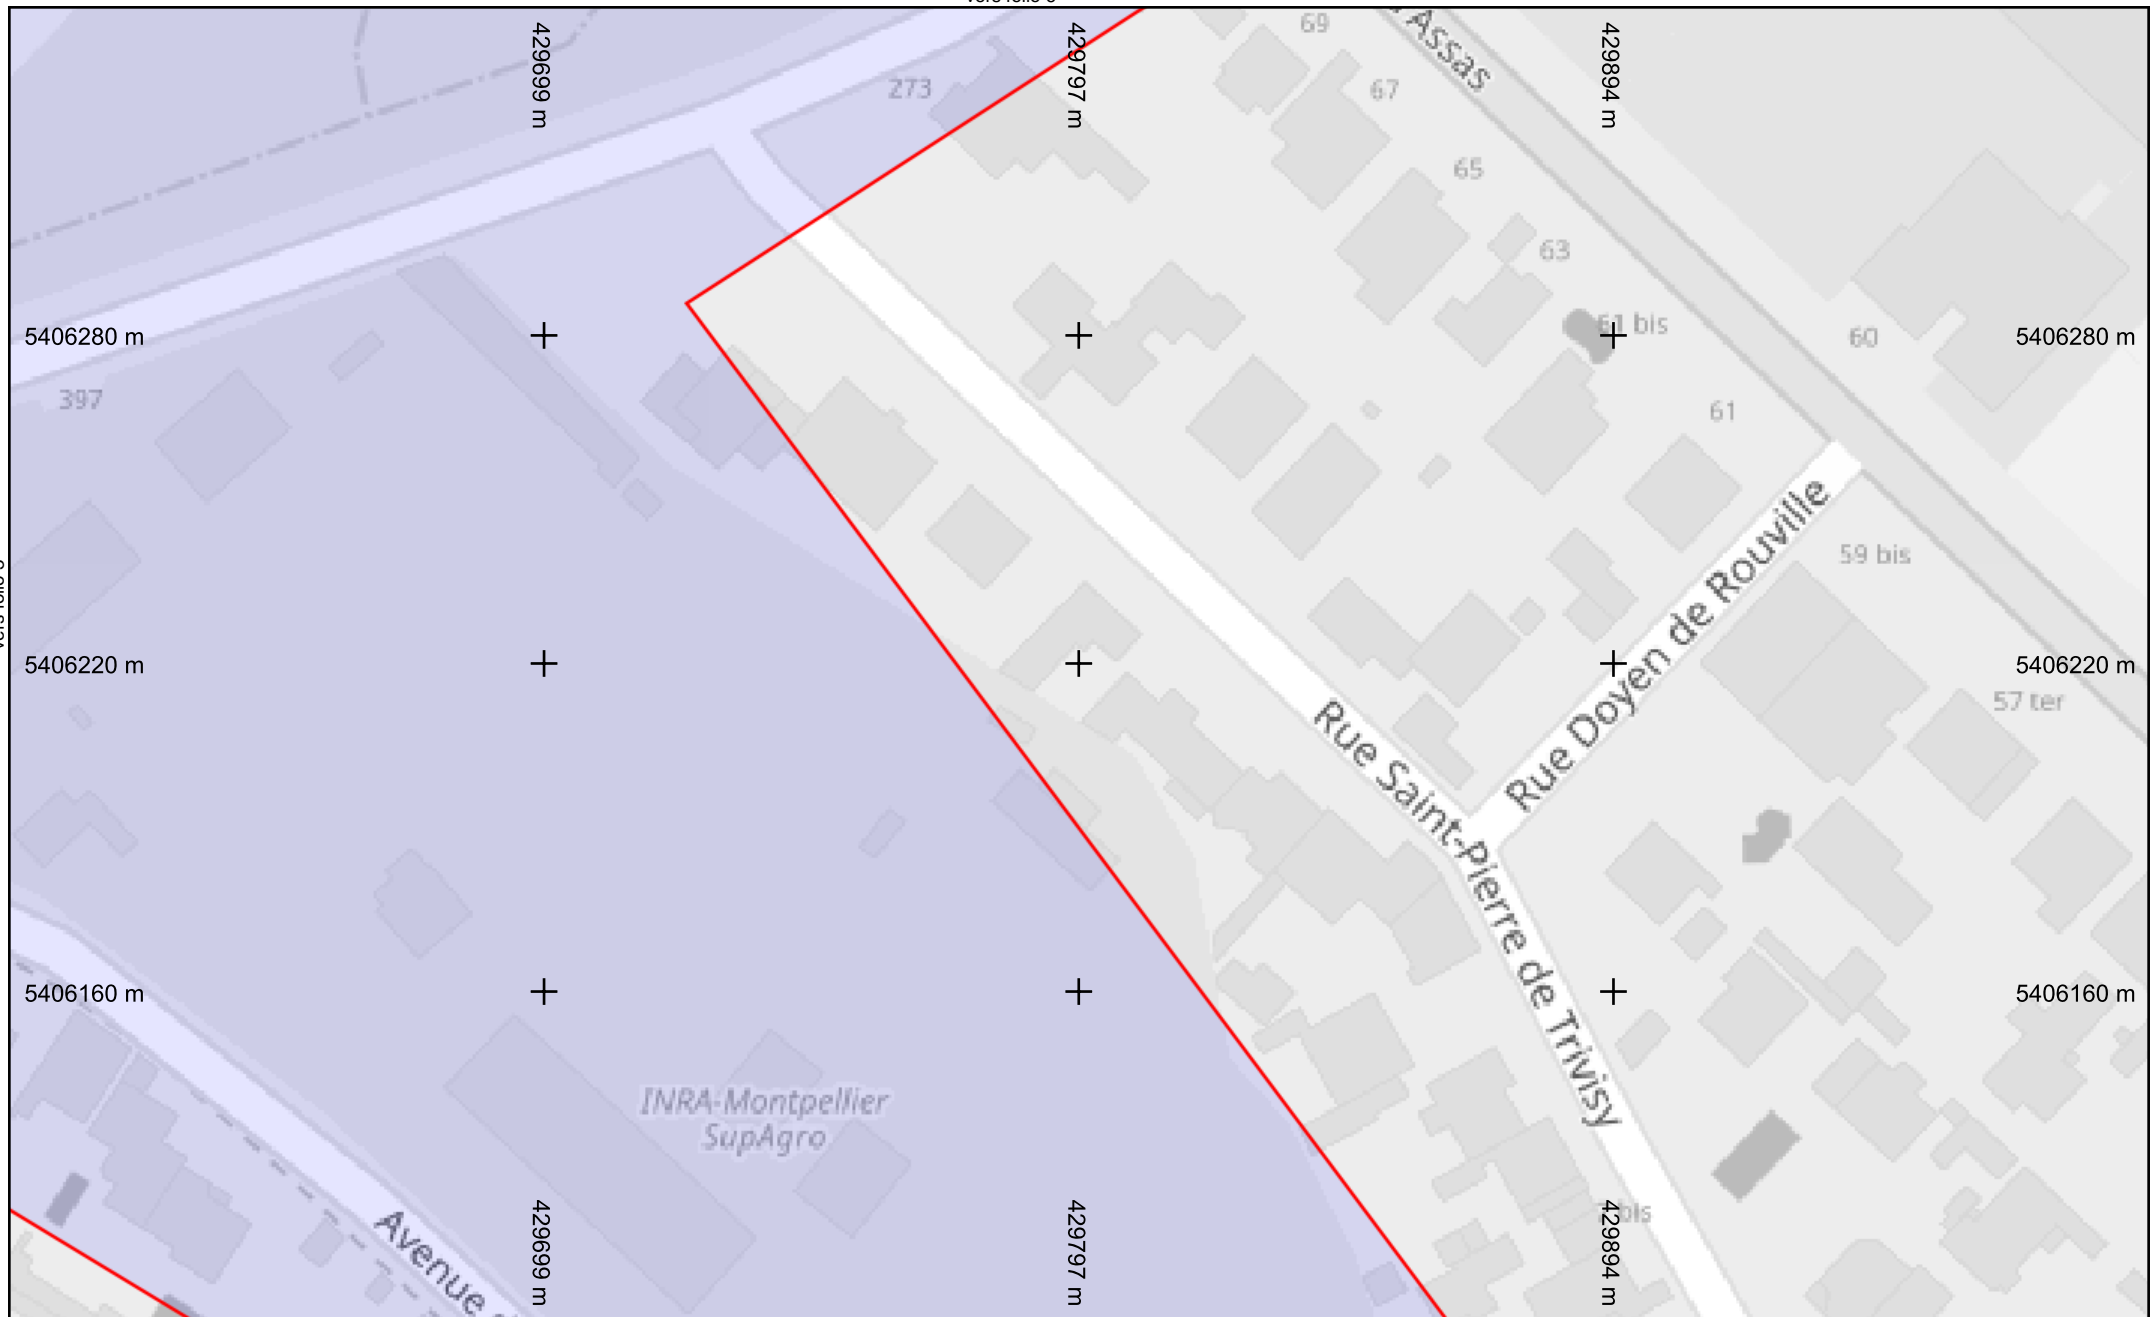 69
Assas
429699 m
429797 m
429894 m
273
67
65
63
61 bis
5406280 m
5406280 m
60
397
61
Rue Doyen de Rouville
59 bis
5406220 m
5406220 m
57 ter
Rue Saint-Pierre de Trivisy
5406160 m
5406160 m
INRA-Montpellier
SupAgro
Avenue
429699 m
429797 m
429894 m
bis